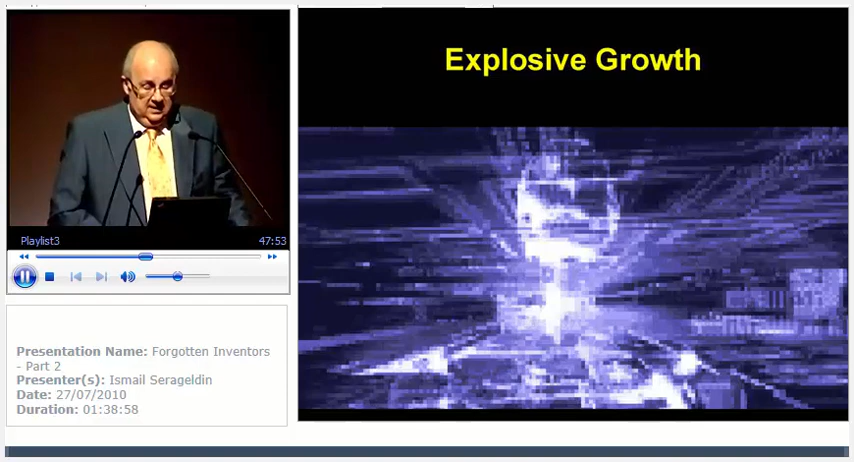 Explosive Growth
Playlist3
47:53
Presentation Name: Forgotten Inventors
- Part 2
Presenter(s): Ismail Serageldin
Date: 27/07/2010
Duration: 01:38:58